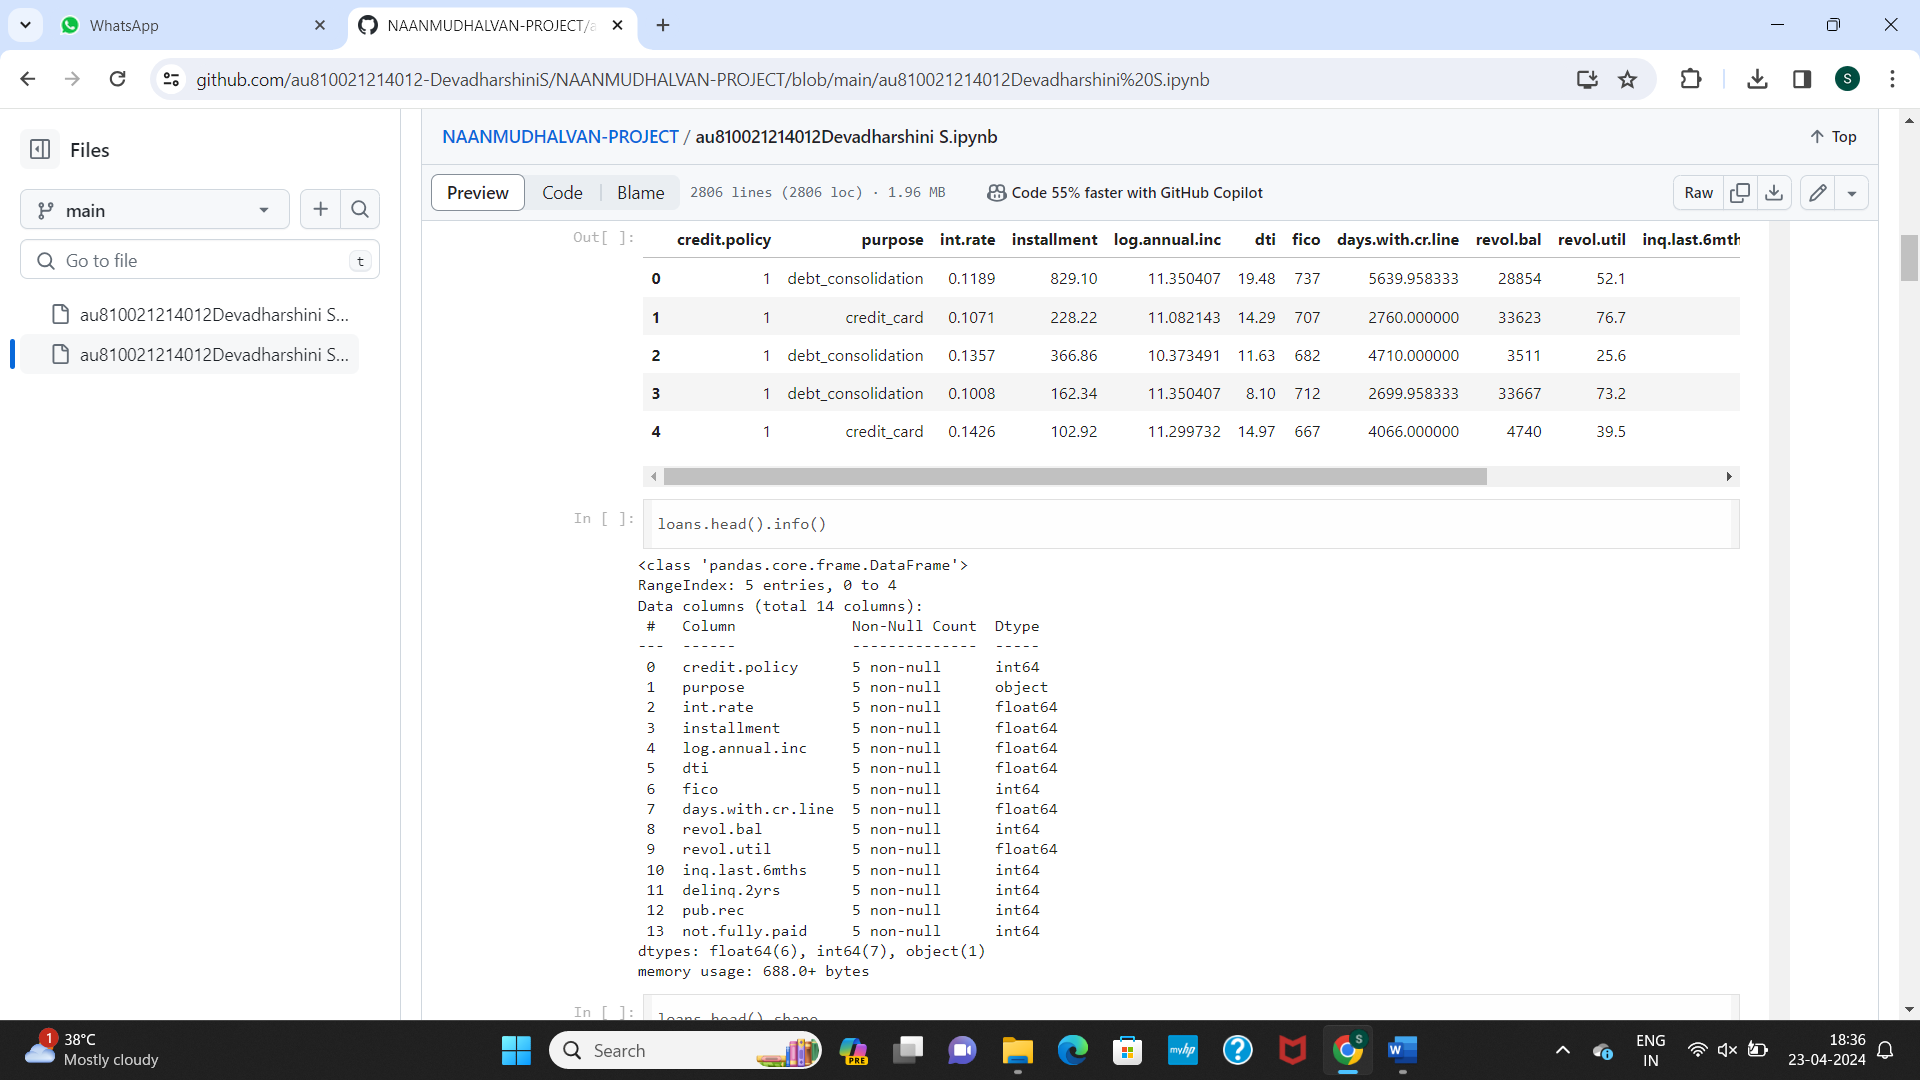 WhatsApp
NAANMUDHALVAN-PROJECT/a
github.com/au810021214012-DevadharshiniS/NAANMUDHALVAN-PROJECT/blob/main/au810021214012Devadharshini%20S.ipynb
S
Files
NAANMUDHALVAN-PROJECT / au810021214012Devadharshini S.ipynb
Top
main
Preview Code Blame 2806 lines (2806 loc) · 1.96 MB Code 55% faster with GitHub Copilot Raw
Go to file t
au810021214012Devadharshini S...
au810021214012Devadharshini S...
Out[ ]: credit.policy purpose int.rate installment log.annual.inc dti fico days.with.cr.line revol.bal revol.util inq.last.6mth
0 1 debt_consolidation 0.1189 829.10 11.350407 19.48 737 5639.958333 28854 52.1
1 1 credit_card 0.1071 228.22 11.082143 14.29 707 2760.000000 33623 76.7
2 1 debt_consolidation 0.1357 366.86 10.373491 11.63 682 4710.000000 3511 25.6
3 1 debt_consolidation 0.1008 162.34 11.350407 8.10 712 2699.958333 33667 73.2
4 1 credit_card 0.1426 102.92 11.299732 14.97 667 4066.000000 4740 39.5
In [ ]: loans.head().info()
<class 'pandas.core.frame.DataFrame'>
RangeIndex: 5 entries, 0 to 4
Data columns (total 14 columns):
# Column Non-Null Count Dtype
--- ------ -------------- -----
0 credit.policy 5 non-null int64
1 purpose 5 non-null object
2 int.rate 5 non-null float64
3 installment 5 non-null float64
4 log.annual.inc 5 non-null float64
5 dti 5 non-null float64
6 fico 5 non-null int64
7 days.with.cr.line 5 non-null float64
8 revol.bal 5 non-null int64
9 revol.util 5 non-null float64
10 inq.last.6mths 5 non-null int64
11 delinq.2yrs 5 non-null int64
12 pub.rec 5 non-null int64
13 not.fully.paid 5 non-null int64
dtypes: float64(6), int64(7), object(1)
memory usage: 688.0+ bytes
In [ ]: loans.head().shape
1 38°C
Mostly cloudy
Search
PRE
myhp
S
W
ENG
IN
18:36
23-04-2024